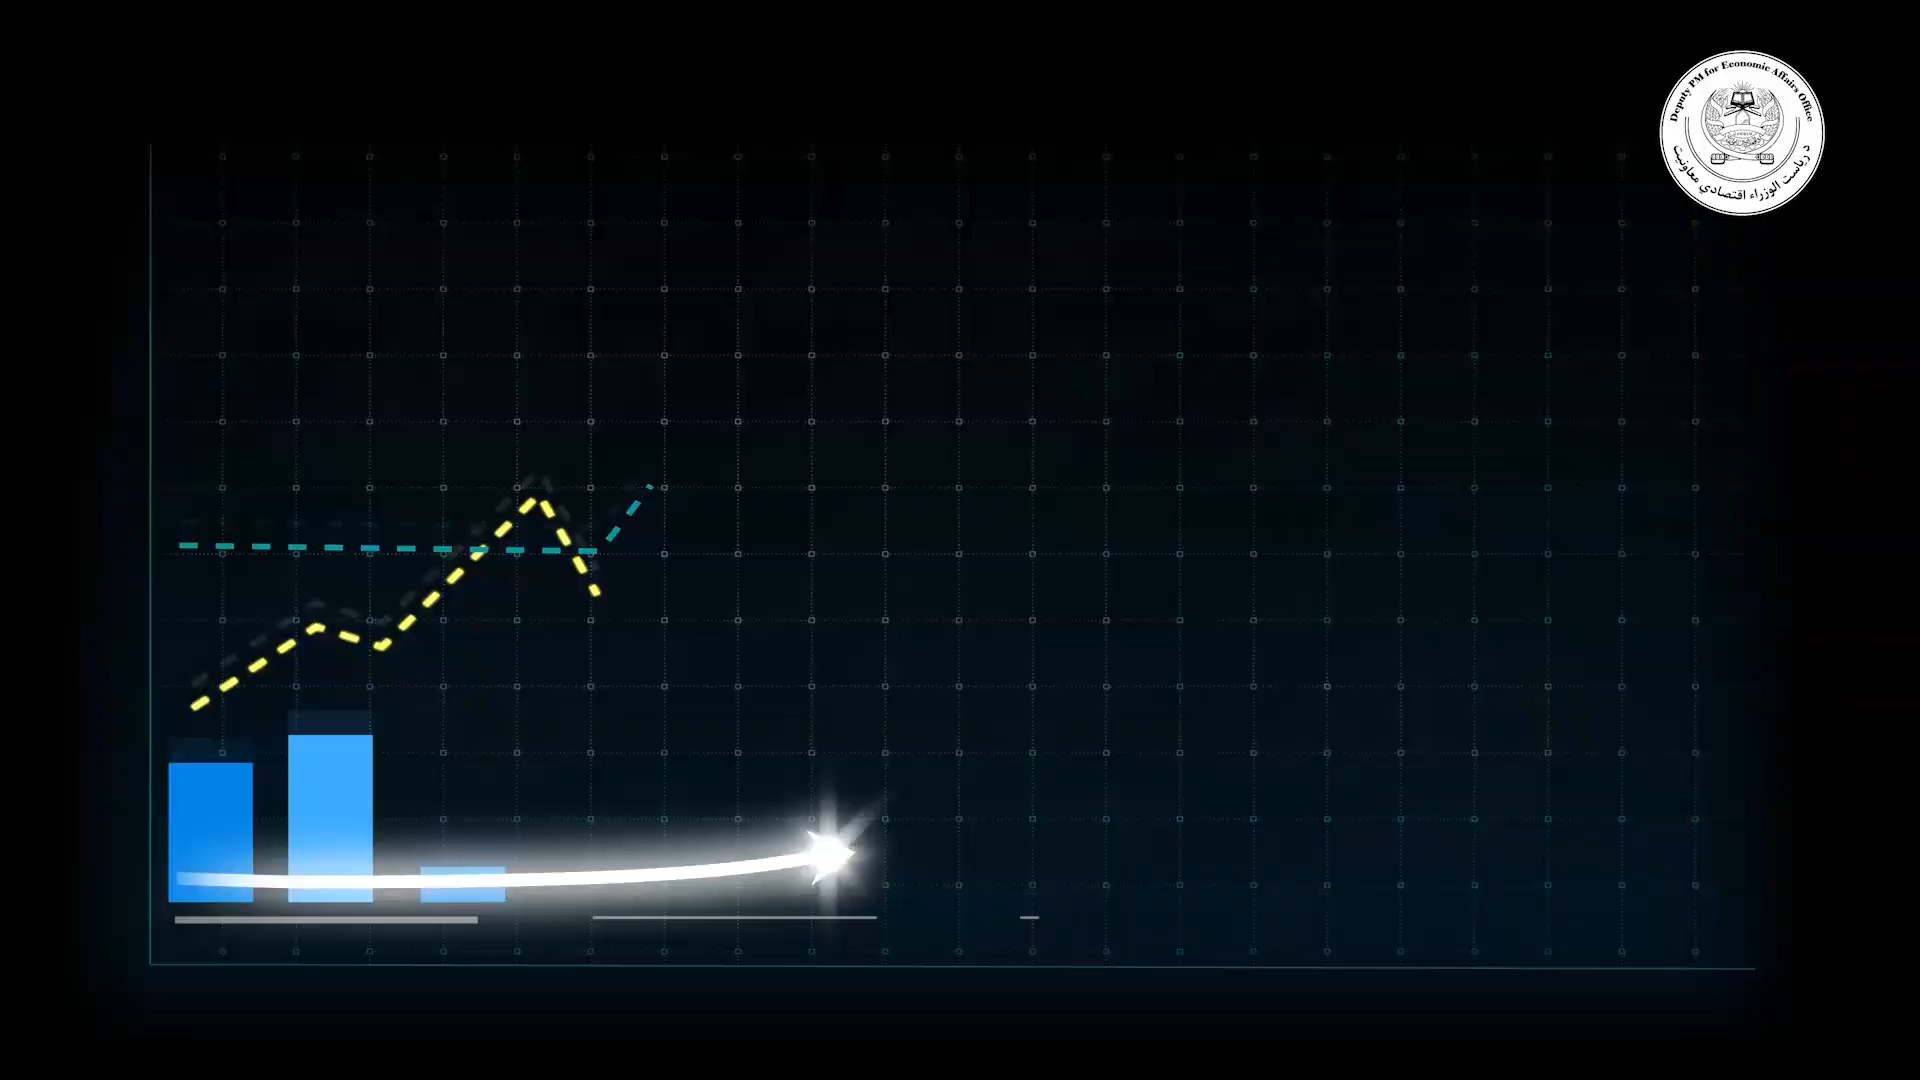 Deputy PM for Economic Affairs Office
د ریاست الوزراء اقتصادي معاونیت